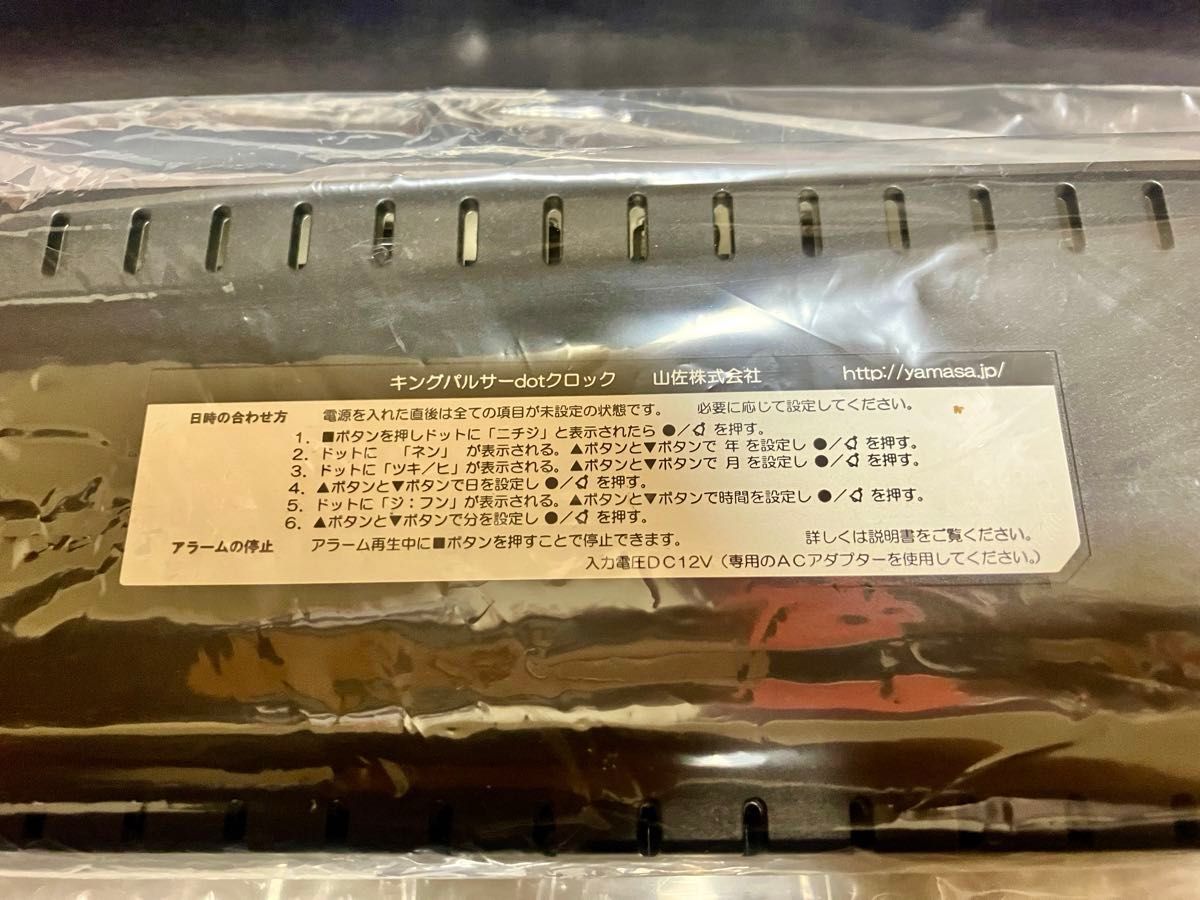 キングパルサーdotクロック 山佐株式会社 http://yamasa.jp/
日時の合わせ方 電源を入れた直後は全ての項目が未設定の状態です。 必要に応じて設定してください。
1. ■ボタンを押しドットに「ニチジ」と表示されたら ●/🔔 を押す。
2. ドットに 「ネン」 が表示される。▲ボタンと▼ボタンで 年 を設定し ●/🔔 を押す。
3. ドットに「ツキ/ヒ」が表示される。▲ボタンと▼ボタンで 月 を設定し ●/🔔 を押す。
4. ▲ボタンと▼ボタンで日を設定し ●/🔔 を押す。
5. ドットに「ジ:フン」が表示される。▲ボタンと▼ボタンで時間を設定し ●/🔔 を押す。
6. ▲ボタンと▼ボタンで分を設定し ●/🔔 を押す。
アラームの停止 アラーム再生中に■ボタンを押すことで停止できます。 詳しくは説明書をご覧ください。
入力電圧DC12V(専用のACアダプターを使用してください。)